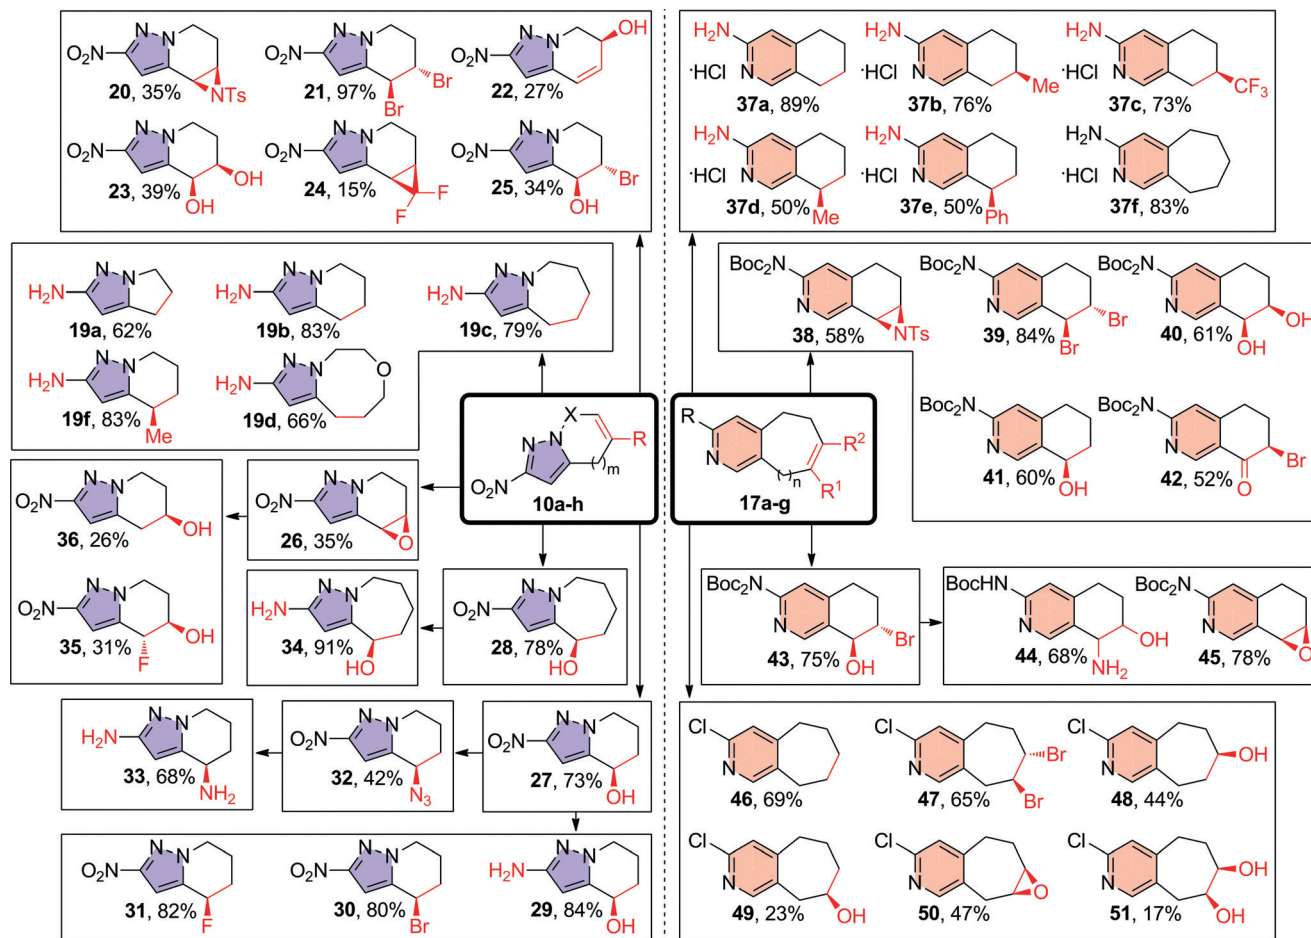 O₂N N N NTs
20, 35%
O₂N N N Br Br
21, 97%
O₂N N N OH
22, 27%
O₂N N N OH OH
23, 39%
O₂N N N F F
24, 15%
O₂N N N Br OH
25, 34%
H₂N N ·HCl
37a, 89%
H₂N N ·HCl Me
37b, 76%
H₂N N ·HCl CF₃
37c, 73%
H₂N N ·HCl Me
37d, 50%
H₂N N ·HCl Ph
37e, 50%
H₂N N ·HCl
37f, 83%
H₂N N N
19a, 62%
H₂N N N
19b, 83%
H₂N N N
19c, 79%
H₂N N N Me
19f, 83%
H₂N N N O
19d, 66%
Boc₂N N NTs
38, 58%
Boc₂N N Br Br
39, 84%
Boc₂N N OH OH
40, 61%
Boc₂N N OH
41, 60%
Boc₂N N Br O
42, 52%
X R N N ( )m O₂N
10a-h
R N R² R¹ ( )n
17a-g
O₂N N N OH
36, 26%
O₂N N N O
26, 35%
O₂N N N OH F
35, 31%
H₂N N N HO
34, 91%
O₂N N N HO
28, 78%
Boc₂N N Br OH
43, 75%
BocHN N OH NH₂
44, 68%
Boc₂N N O
45, 78%
H₂N N N NH₂
33, 68%
O₂N N N N₃
32, 42%
O₂N N N OH
27, 73%
O₂N N N F
31, 82%
O₂N N N Br
30, 80%
H₂N N N OH
29, 84%
Cl N
46, 69%
Cl N Br Br
47, 65%
Cl N OH
48, 44%
Cl N OH
49, 23%
Cl N O
50, 47%
Cl N OH OH
51, 17%